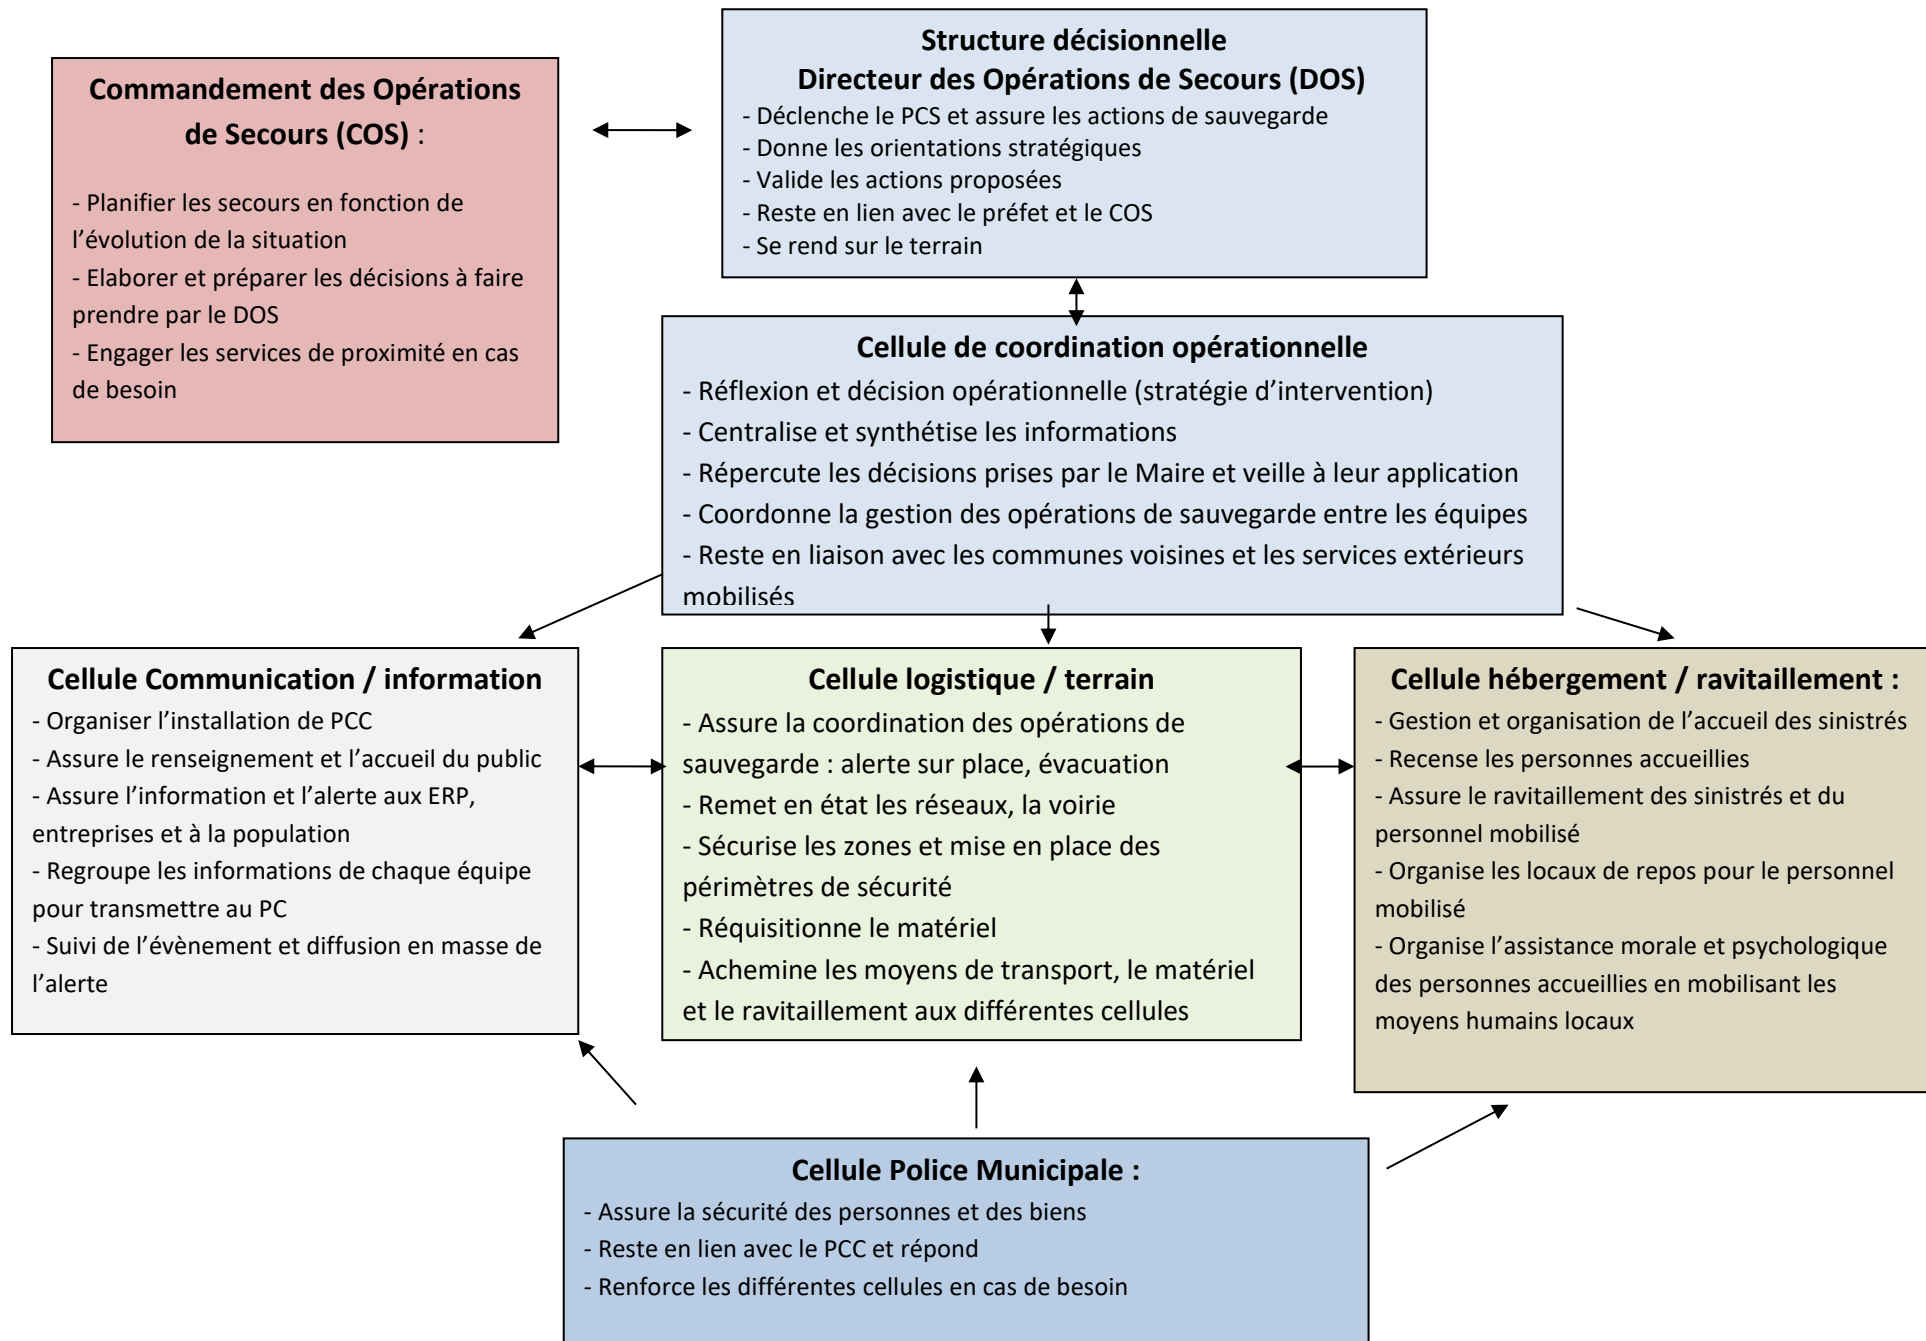 Structure décisionnelle
Directeur des Opérations de Secours (DOS)
- Déclenche le PCS et assure les actions de sauvegarde
- Donne les orientations stratégiques
- Valide les actions proposées
- Reste en lien avec le préfet et le COS
- Se rend sur le terrain
Commandement des Opérations
de Secours (COS) :
- Planifier les secours en fonction de
l’évolution de la situation
- Elaborer et préparer les décisions à faire
prendre par le DOS
- Engager les services de proximité en cas
de besoin
Cellule de coordination opérationnelle
- Réflexion et décision opérationnelle (stratégie d’intervention)
- Centralise et synthétise les informations
- Répercute les décisions prises par le Maire et veille à leur application
- Coordonne la gestion des opérations de sauvegarde entre les équipes
- Reste en liaison avec les communes voisines et les services extérieurs
mobilisés
Cellule Communication / information
- Organiser l’installation de PCC
- Assure le renseignement et l’accueil du public
- Assure l’information et l’alerte aux ERP,
entreprises et à la population
- Regroupe les informations de chaque équipe
pour transmettre au PC
- Suivi de l’évènement et diffusion en masse de
l’alerte
Cellule logistique / terrain
- Assure la coordination des opérations de
sauvegarde : alerte sur place, évacuation
- Remet en état les réseaux, la voirie
- Sécurise les zones et mise en place des
périmètres de sécurité
- Réquisitionne le matériel
- Achemine les moyens de transport, le matériel
et le ravitaillement aux différentes cellules
Cellule hébergement / ravitaillement :
- Gestion et organisation de l’accueil des sinistrés
- Recense les personnes accueillies
- Assure le ravitaillement des sinistrés et du
personnel mobilisé
- Organise les locaux de repos pour le personnel
mobilisé
- Organise l’assistance morale et psychologique
des personnes accueillies en mobilisant les
moyens humains locaux
Cellule Police Municipale :
- Assure la sécurité des personnes et des biens
- Reste en lien avec le PCC et répond
- Renforce les différentes cellules en cas de besoin